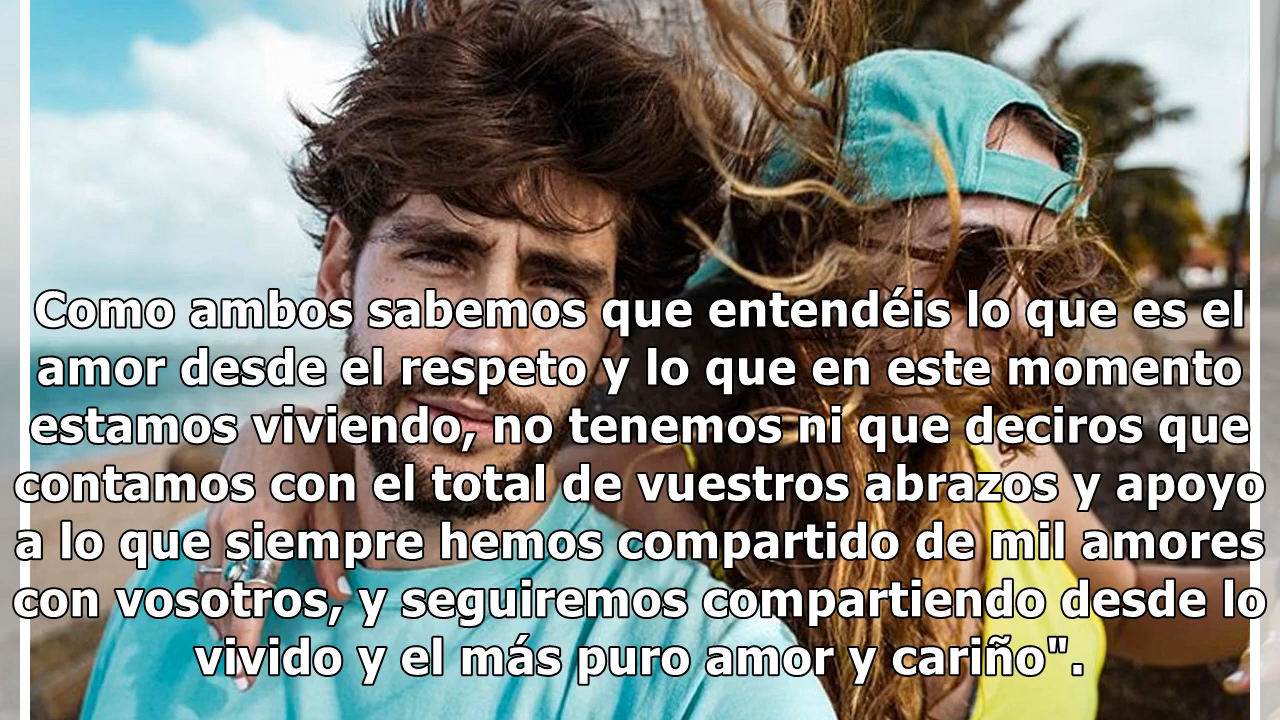 Como ambos sabemos que entendéis lo que es el
amor desde el respeto y lo que en este momento
estamos viviendo, no tenemos ni que deciros que
contamos con el total de vuestros abrazos y apoyo
a lo que siempre hemos compartido de mil amores
con vosotros, y seguiremos compartiendo desde lo
vivido y el más puro amor y cariño".